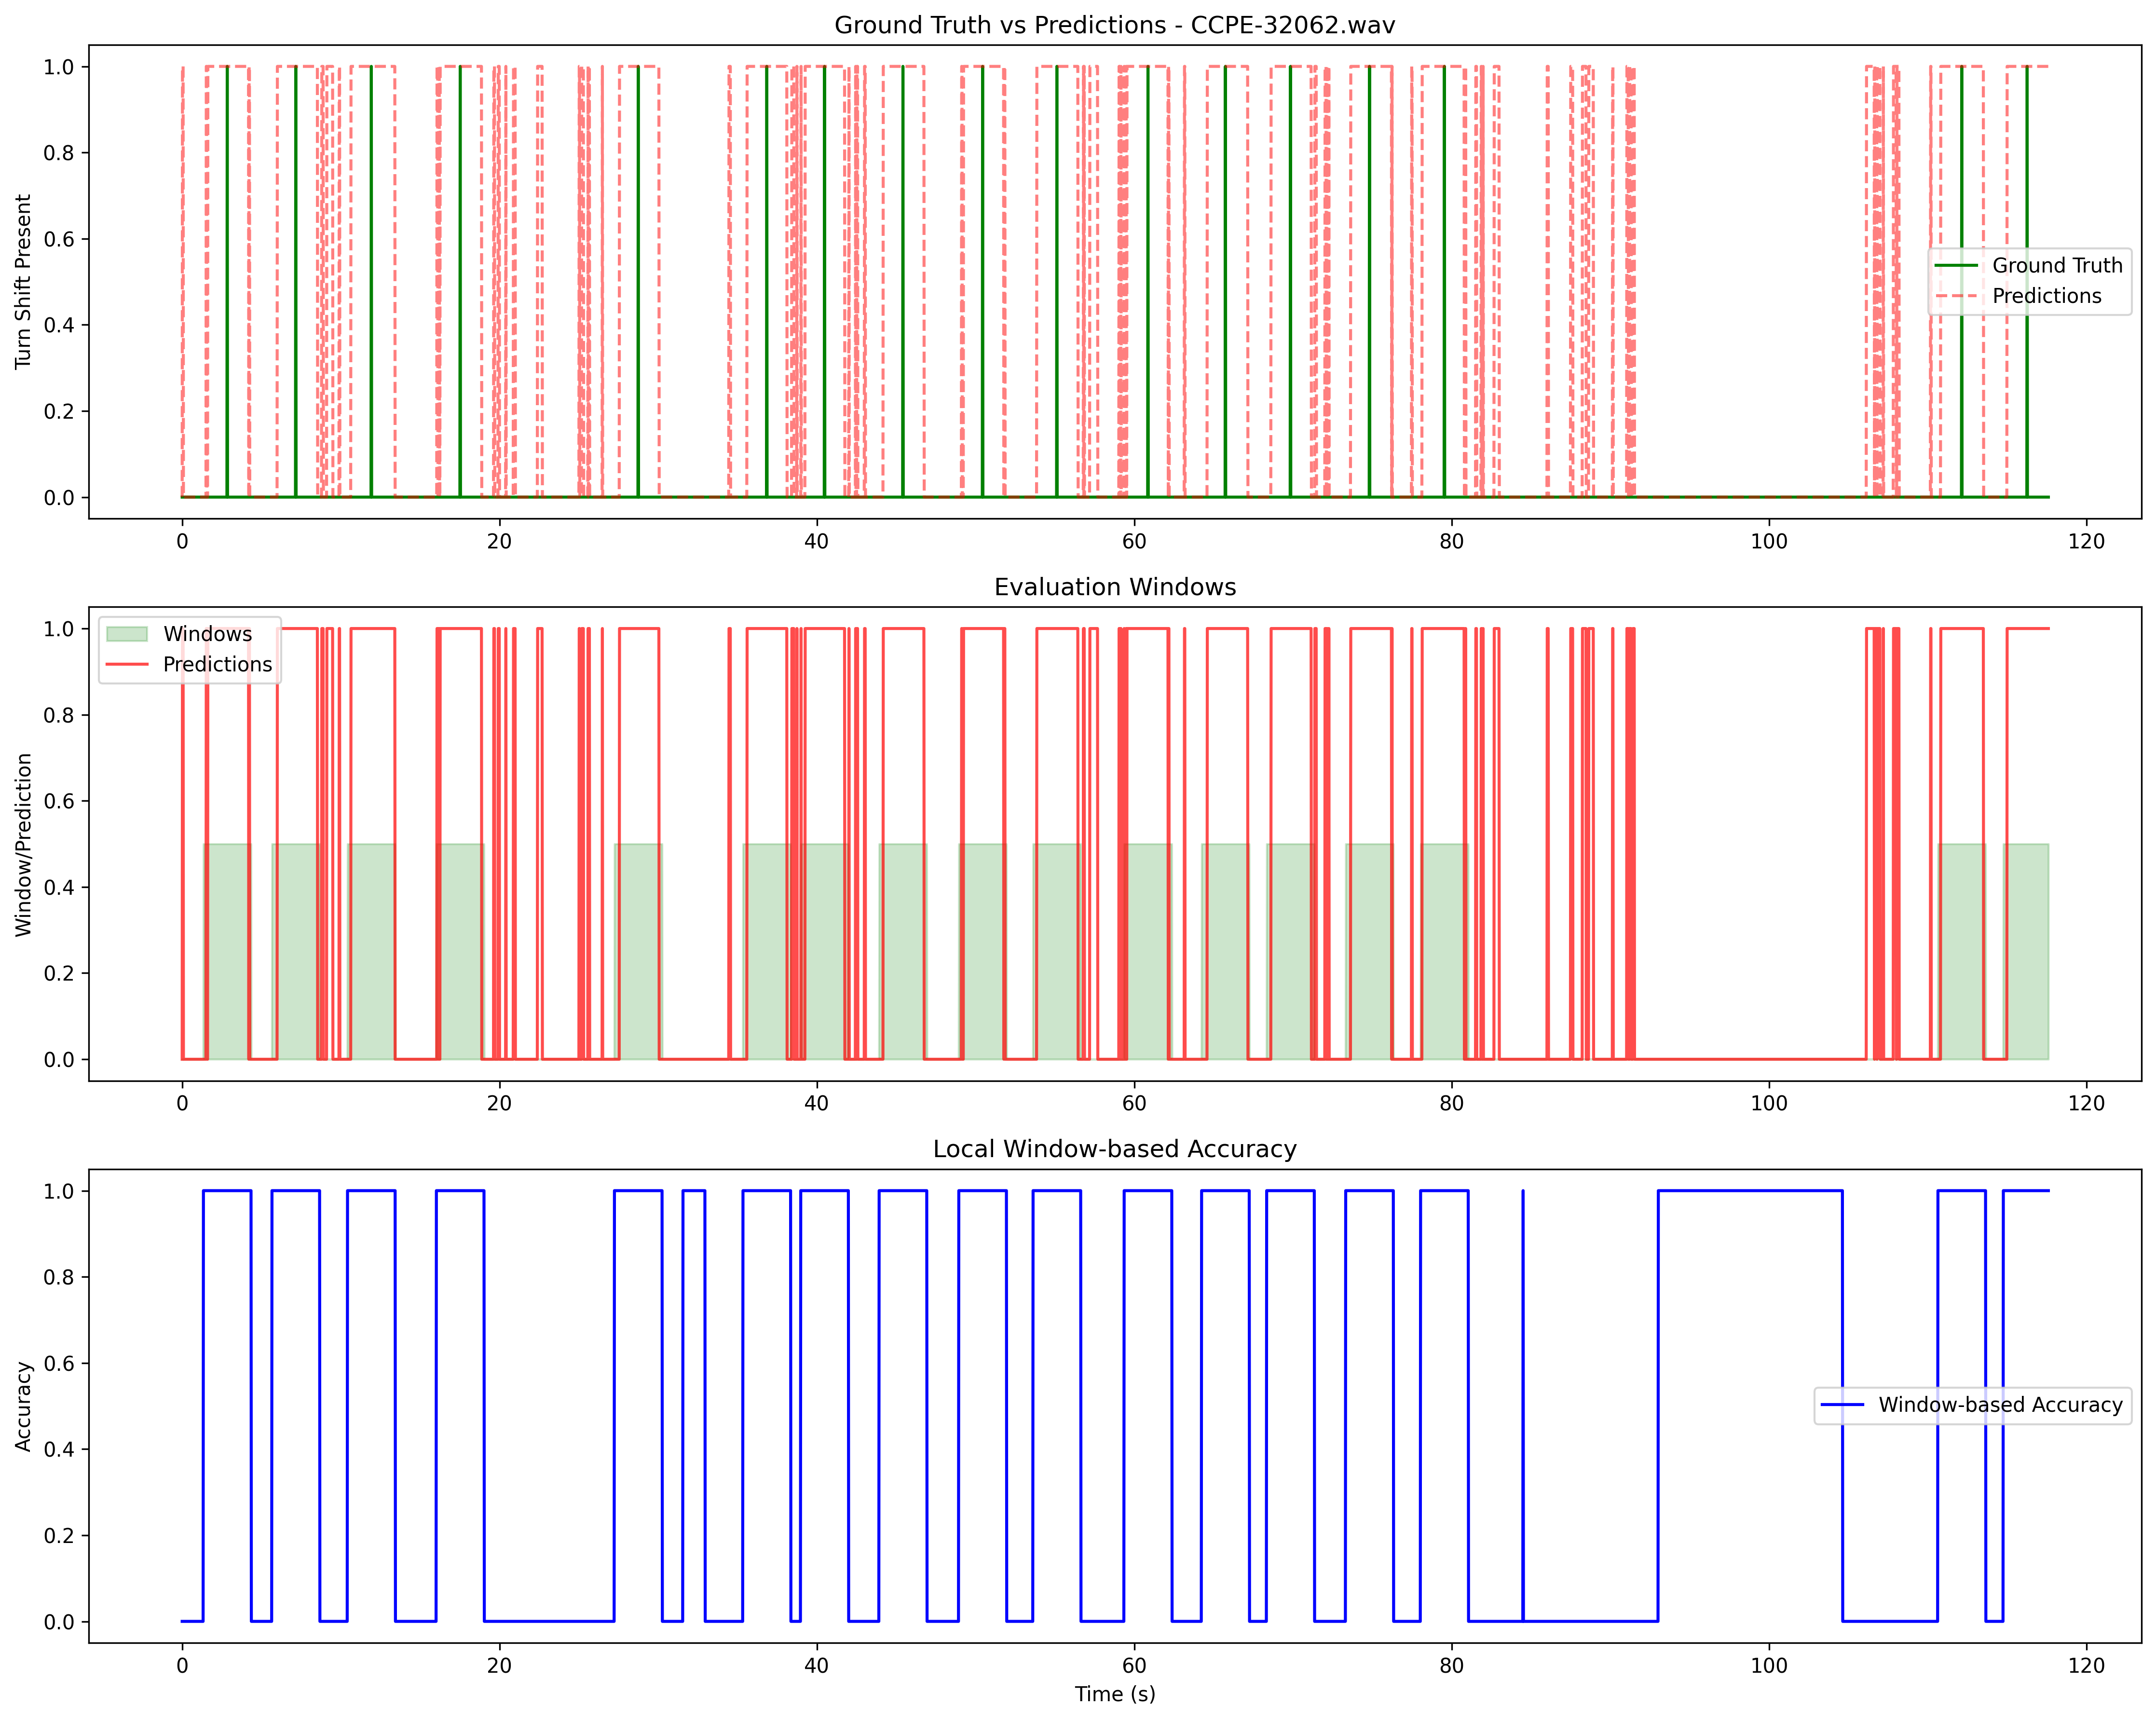 Ground Truth vs Predictions - CCPE-32062.wav
1.0
0.8
0.6
0.4
0.2
0.0
Turn Shift Present
Ground Truth
Predictions
0 20 40 60 80 100 120
Evaluation Windows
1.0
0.8
0.6
0.4
0.2
0.0
Window/Prediction
Windows
Predictions
0 20 40 60 80 100 120
Local Window-based Accuracy
1.0
0.8
0.6
0.4
0.2
0.0
Accuracy
Window-based Accuracy
0 20 40 60 80 100 120
Time (s)